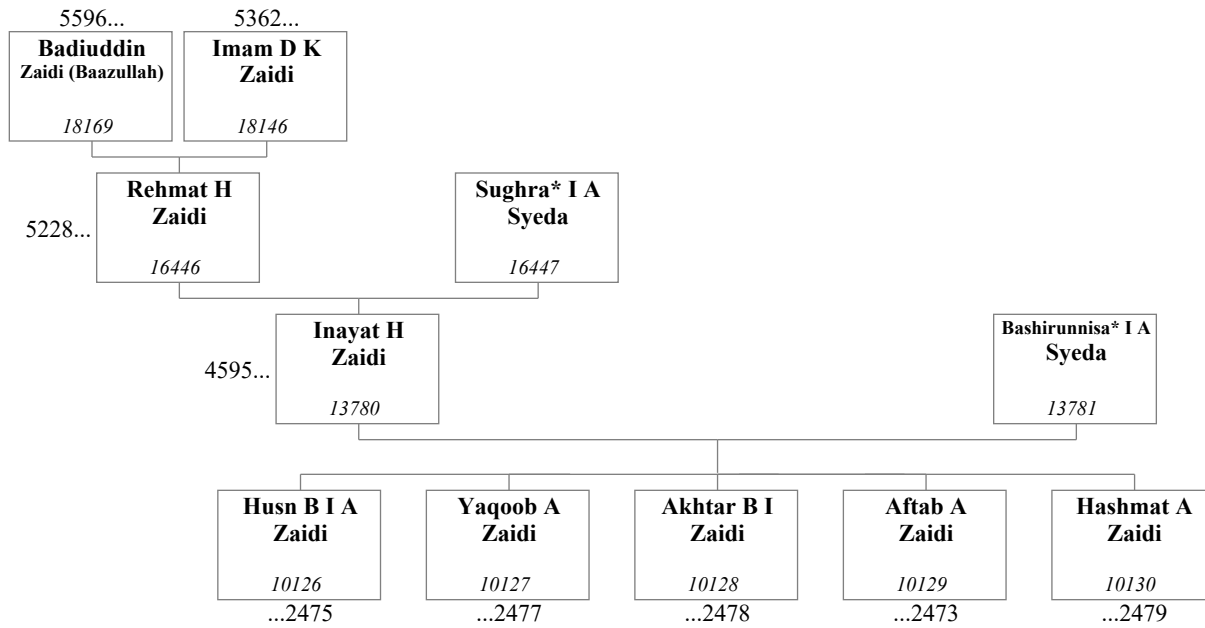 5596...
5362...
Badiuddin
Zaidi (Baazullah)
18169
Imam D K
Zaidi
18146
5228...
Rehmat H
Zaidi
16446
Sughra* I A
Syeda
16447
4595...
Inayat H
Zaidi
13780
Bashirunnisa* I A
Syeda
13781
Husn B I A
Zaidi
10126
...2475
Yaqoob A
Zaidi
10127
...2477
Akhtar B I
Zaidi
10128
...2478
Aftab A
Zaidi
10129
...2473
Hashmat A
Zaidi
10130
...2479